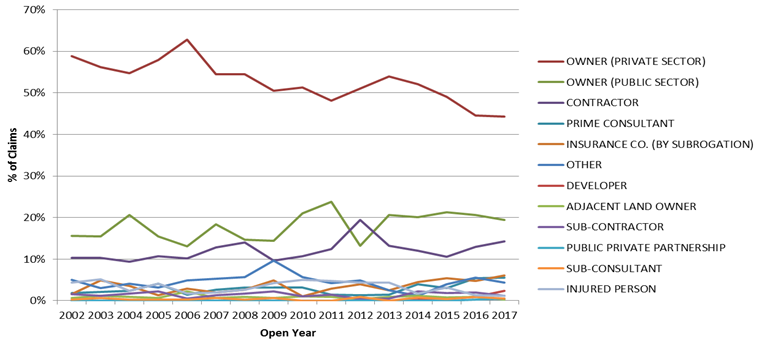 70%
60%
50%
40%
30%
20%
10%
0%
% of Claims
2002 2003 2004 2005 2006 2007 2008 2009 2010 2011 2012 2013 2014 2015 2016 2017
Open Year
OWNER (PRIVATE SECTOR)
OWNER (PUBLIC SECTOR)
CONTRACTOR
PRIME CONSULTANT
INSURANCE CO. (BY SUBROGATION)
OTHER
DEVELOPER
ADJACENT LAND OWNER
SUB-CONTRACTOR
PUBLIC PRIVATE PARTNERSHIP
SUB-CONSULTANT
INJURED PERSON